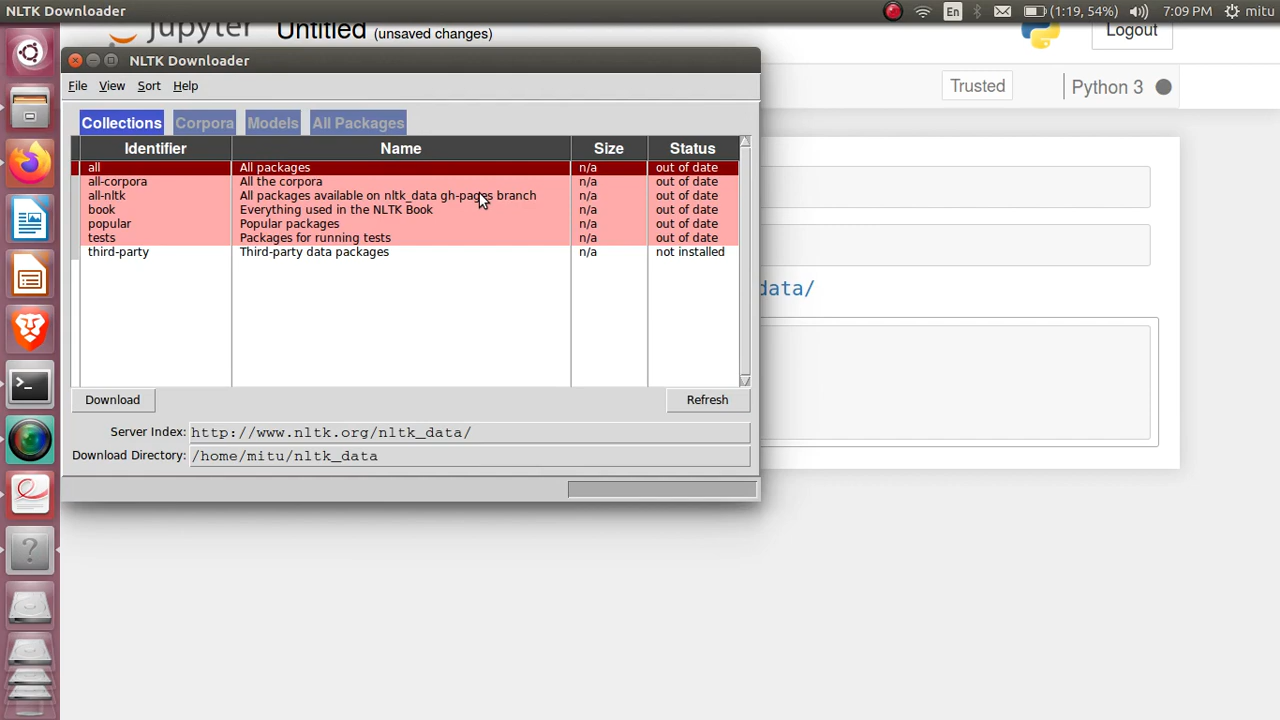 NLTK Downloader
En
(1:19, 54%)
7:09 PM
mitu
jupyter
Untitled (unsaved changes)
Logout
NLTK Downloader
File View Sort Help
Trusted
Python 3
Collections Corpora Models All Packages
Identifier Name Size Status
all All packages n/a out of date
all-corpora All the corpora n/a out of date
all-nltk All packages available on nltk_data gh-pages branch n/a out of date
book Everything used in the NLTK Book n/a out of date
popular Popular packages n/a out of date
tests Packages for running tests n/a out of date
third-party Third-party data packages n/a not installed
data/
Download Refresh
Server Index: http://www.nltk.org/nltk_data/
Download Directory: /home/mitu/nltk_data